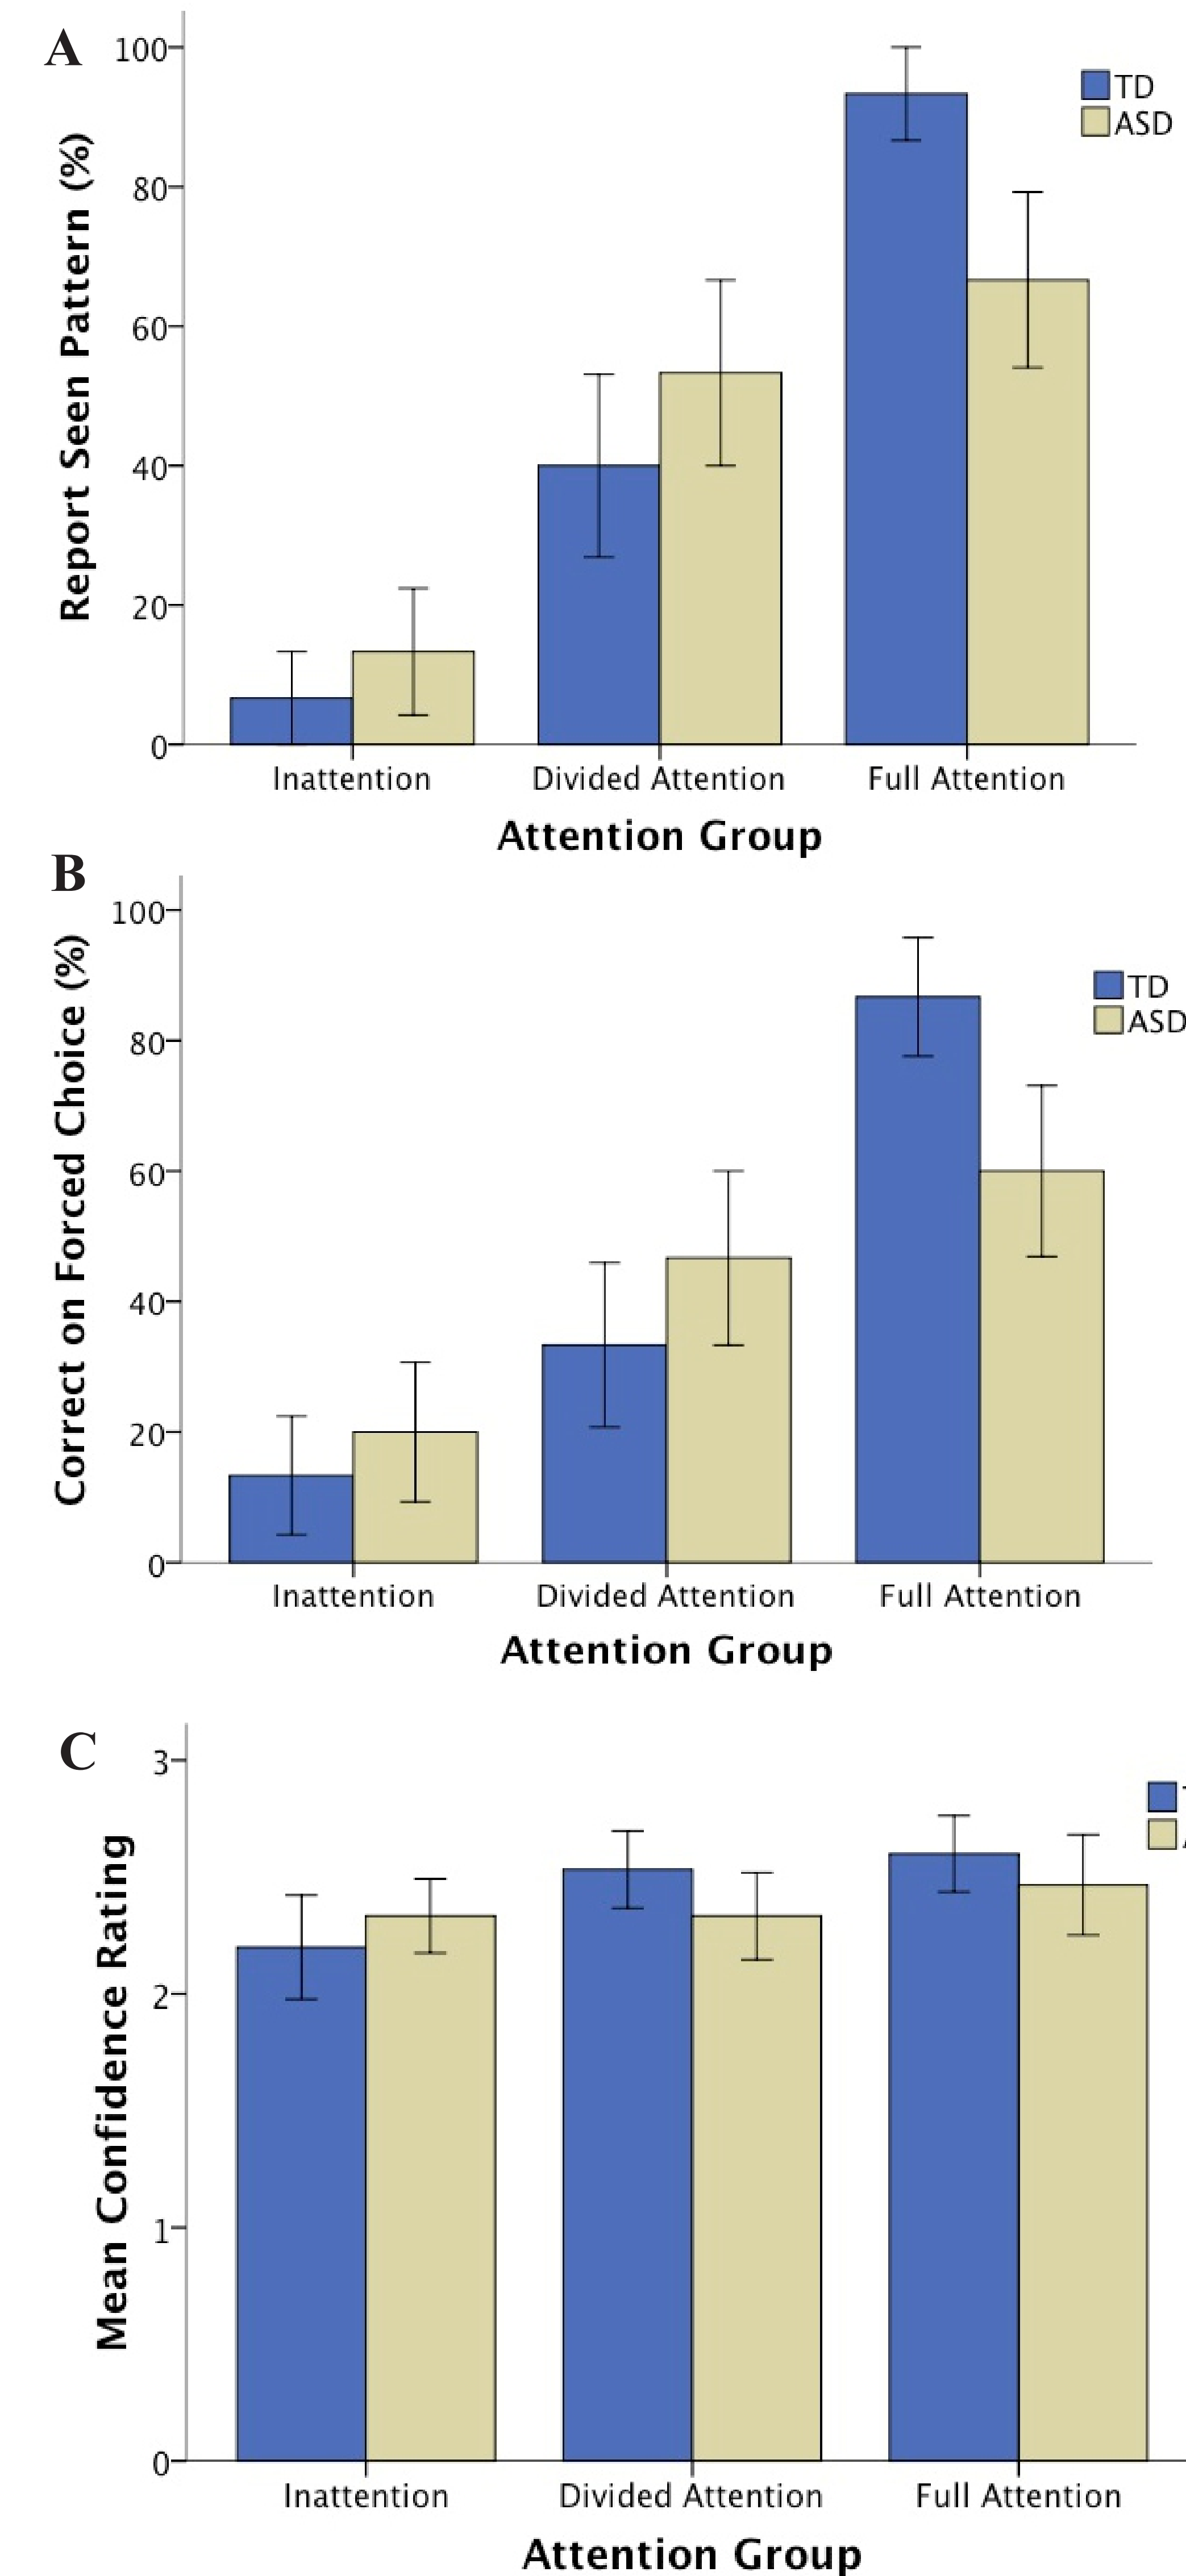 A
100
80
60
40
20
0
Report Seen Pattern (%)
TD
ASD
Inattention Divided Attention Full Attention
Attention Group
B
100
80
60
40
20
0
Correct on Forced Choice (%)
TD
ASD
Inattention Divided Attention Full Attention
Attention Group
C
3
2
1
0
Mean Confidence Rating
Inattention Divided Attention Full Attention
Attention Group